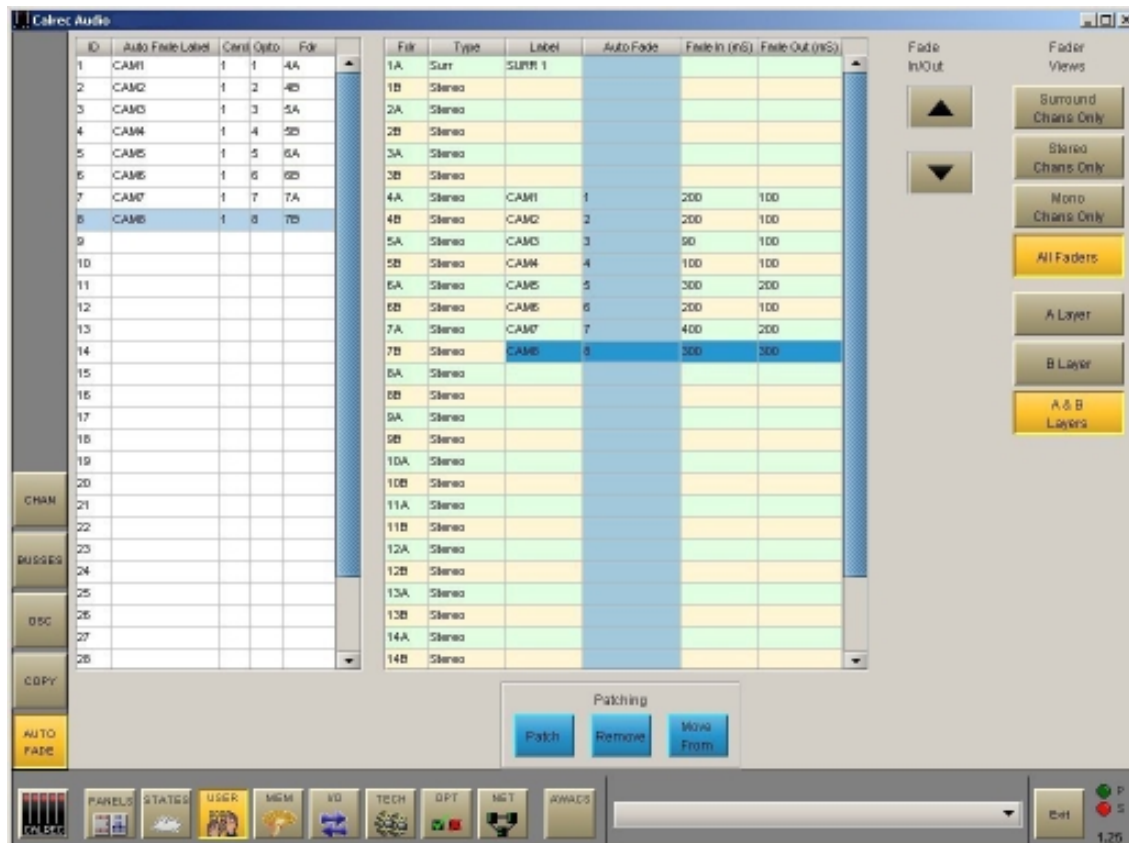 Calrec Audio
ID Auto Fade Label Card Opto Fdr
1 CAM1 1 1 4A
2 CAM2 1 2 4B
3 CAM3 1 3 5A
4 CAM4 1 4 5B
5 CAM5 1 5 6A
6 CAM6 1 6 6B
7 CAM7 1 7 7A
8 CAM8 1 8 7B
9
10
11
12
13
14
15
16
17
18
19
20
21
22
23
24
25
26
27
28
Fdr Type Label Auto Fade Fade In (mS) Fade Out (mS)
1A Surr SURR 1
1B Stereo
2A Stereo
2B Stereo
3A Stereo
3B Stereo
4A Stereo CAM1 1 200 100
4B Stereo CAM2 2 200 100
5A Stereo CAM3 3 90 100
5B Stereo CAM4 4 100 100
6A Stereo CAM5 5 300 200
6B Stereo CAM6 6 200 100
7A Stereo CAM7 7 400 200
7B Stereo CAM8 8 300 300
8A Stereo
8B Stereo
9A Stereo
9B Stereo
10A Stereo
10B Stereo
11A Stereo
11B Stereo
12A Stereo
12B Stereo
13A Stereo
13B Stereo
14A Stereo
14B Stereo
Fade
In/Out
Fader
Views
Surround
Chans Only
Stereo
Chans Only
Mono
Chans Only
All Faders
A Layer
B Layer
A & B
Layers
CHAN
BUSSES
OSC
COPY
AUTO
FADE
Patching
Patch
Remove
Move
From
CALREC
PANELS
STATES
USER
MEM
I/O
TECH
OPT
NET
AWACS
Exit
P
S
1.25